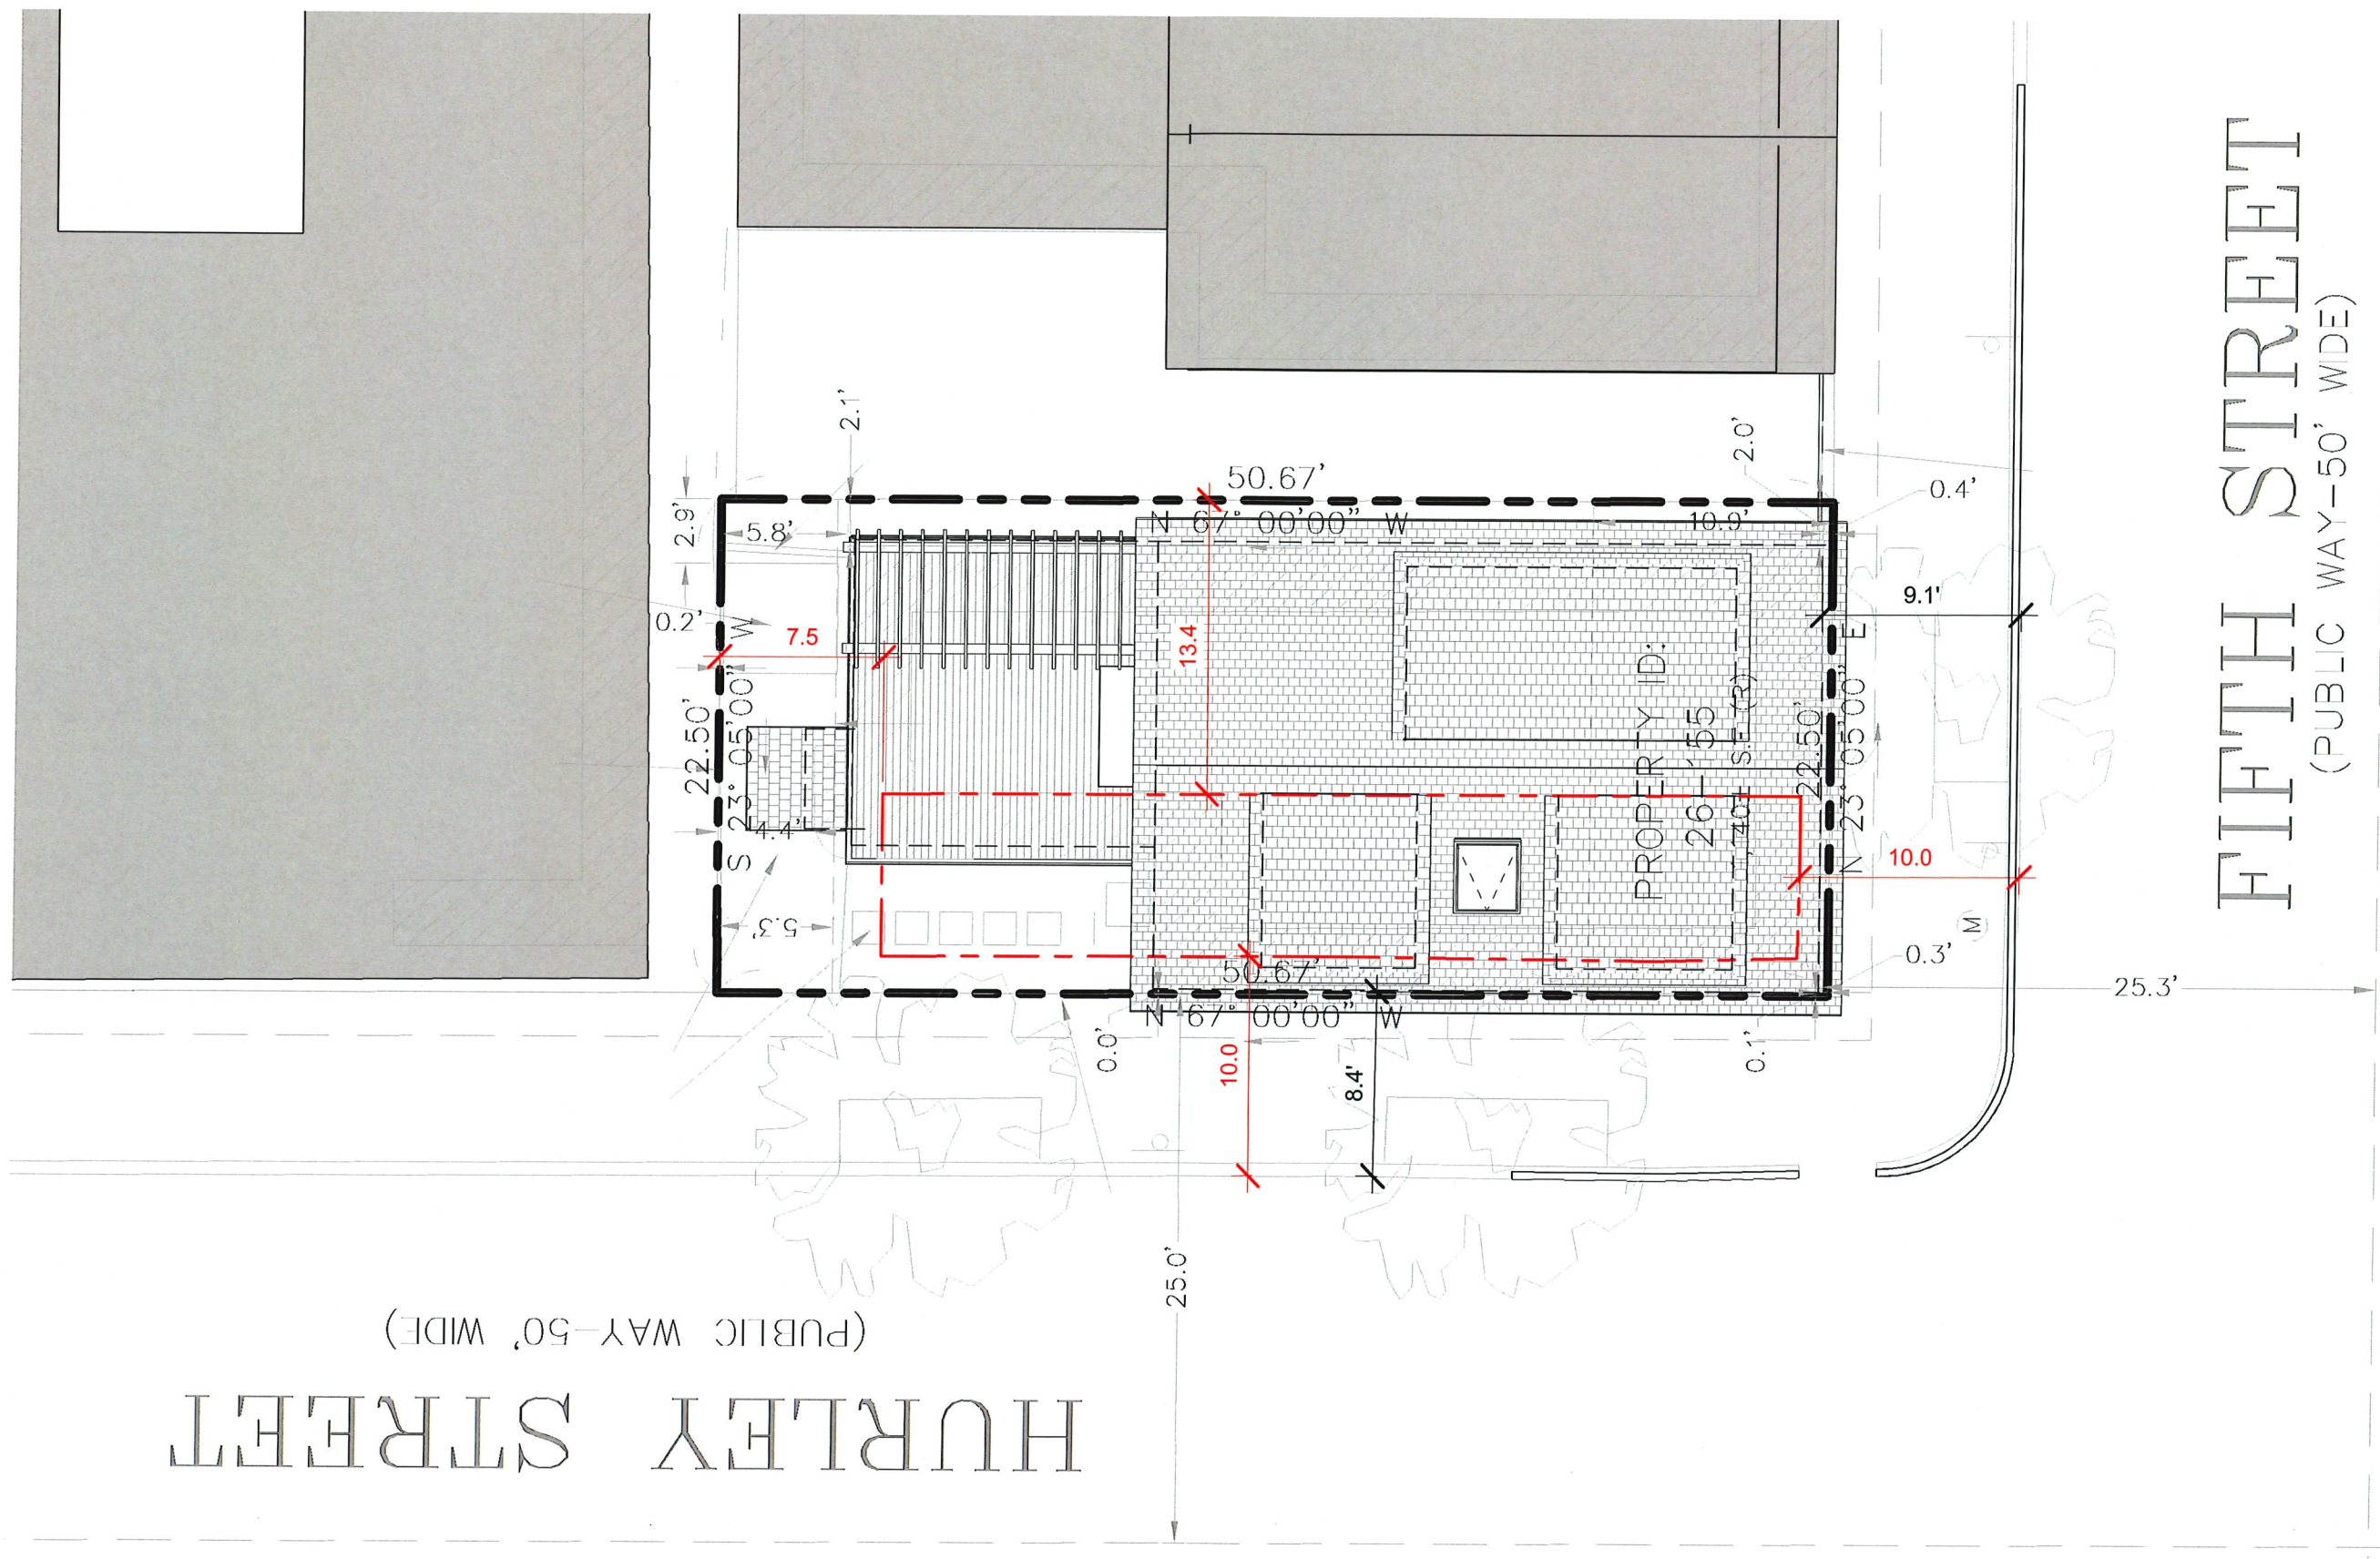 2.1'
50.67'
N 67° 00'00" W
2.0'
0.4'
10.9'
2.9'
5.8'
0.2'
7.5
13.4
9.1'
22.50'
S 23° 05'00" W
4.4'
5.3'
PROPERTY ID:
26-55
22.50'
N 23° 05'00" E
10.0
M
0.3'
25.3'
50.67'
N 67° 00'00" W
0.0'
10.0
8.4'
0.1'
25.0'
FIFTH STREET
(PUBLIC WAY-50' WIDE)
HURLEY STREET
(PUBLIC WAY-50' WIDE)